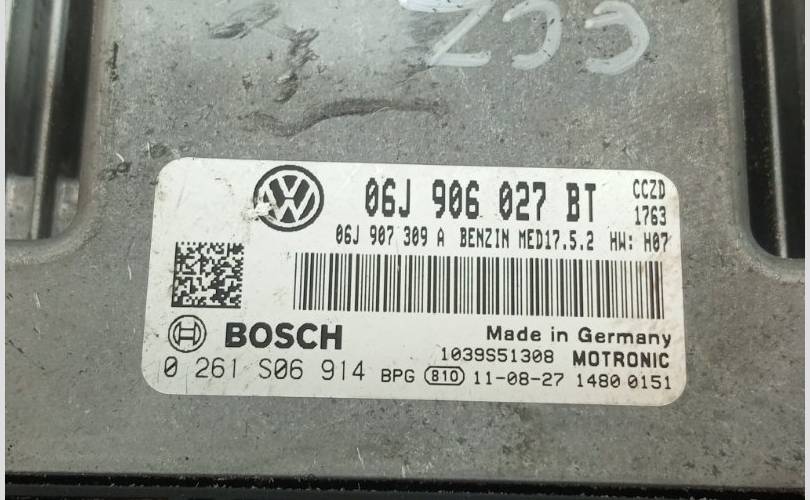 CCZ
06J 906 027 BT CCZD
1763
06J 907 309 A BENZIN MED17.5.2 HW: H07
BOSCH Made in Germany
1039S51308 MOTRONIC
0 261 S06 914 BPG 810 11-08-27 1480 0151